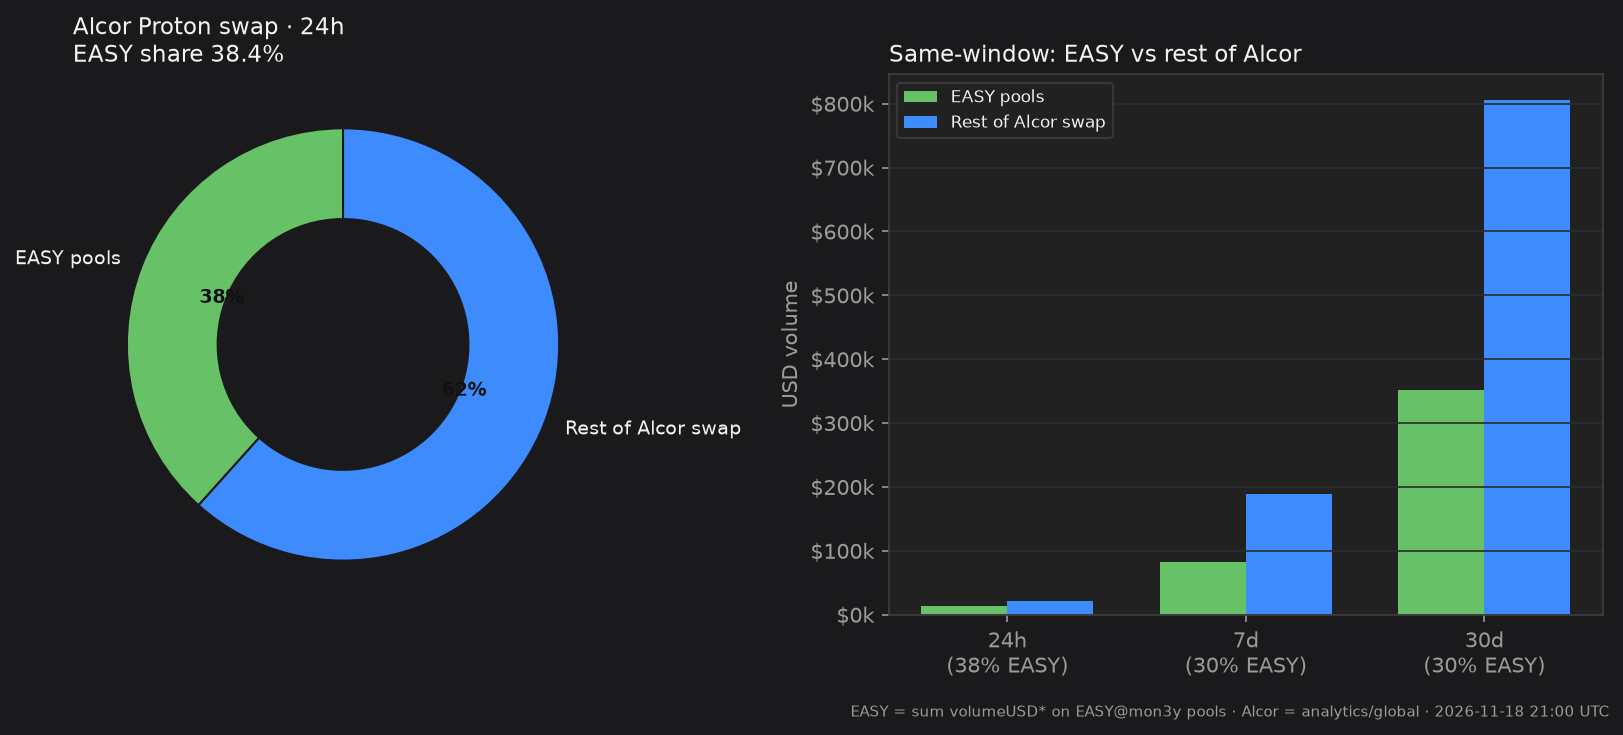 Alcor Proton swap · 24h
EASY share 38.4%
EASY pools
38%
62%
Rest of Alcor swap
Same-window: EASY vs rest of Alcor
EASY pools
Rest of Alcor swap
USD volume
$800k
$700k
$600k
$500k
$400k
$300k
$200k
$100k
$0k
24h
(38% EASY)
7d
(30% EASY)
30d
(30% EASY)
EASY = sum volumeUSD* on EASY@mon3y pools · Alcor = analytics/global · 2026-11-18 21:00 UTC